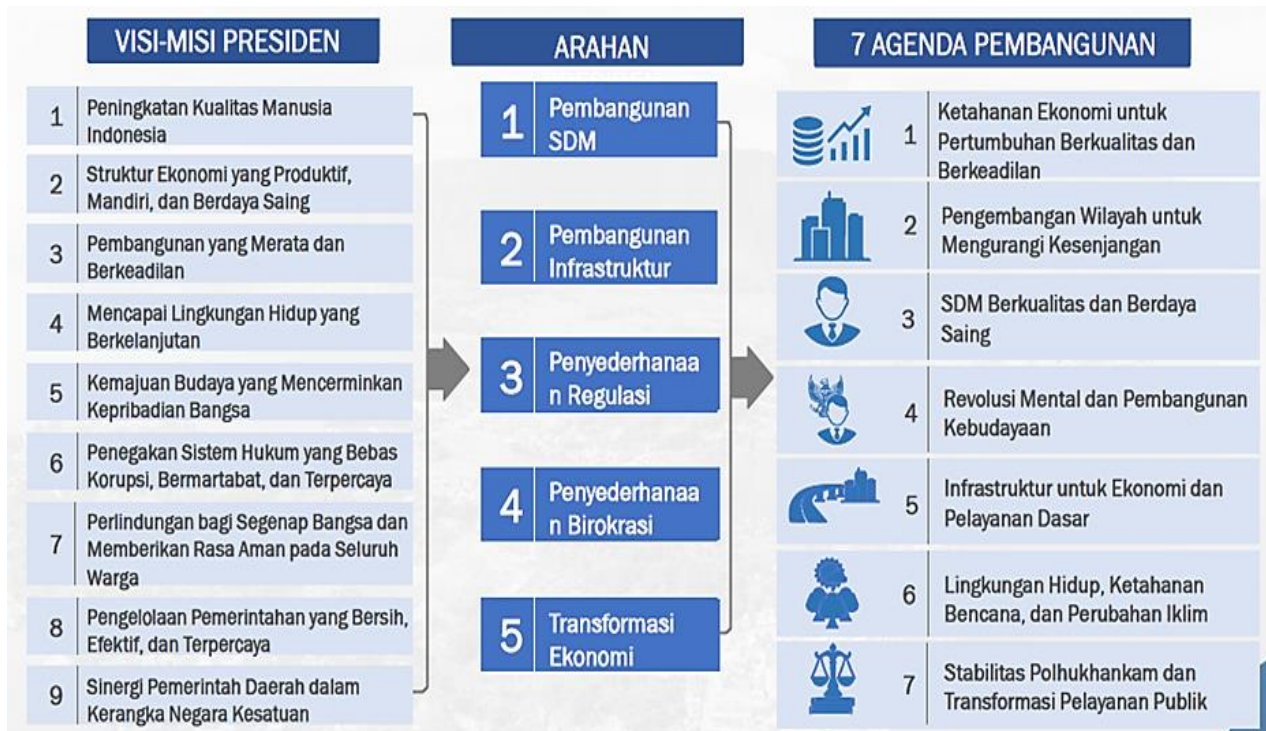 VISI-MISI PRESIDEN
1
Peningkatan Kualitas Manusia
Indonesia
2
Struktur Ekonomi yang Produktif,
Mandiri, dan Berdaya Saing
3
Pembangunan yang Merata dan
Berkeadilan
4
Mencapai Lingkungan Hidup yang
Berkelanjutan
5
Kemajuan Budaya yang Mencerminkan
Kepribadian Bangsa
6
Penegakan Sistem Hukum yang Bebas
Korupsi, Bermartabat, dan Terpercaya
7
Perlindungan bagi Segenap Bangsa dan
Memberikan Rasa Aman pada Seluruh
Warga
8
Pengelolaan Pemerintahan yang Bersih,
Efektif, dan Terpercaya
9
Sinergi Pemerintah Daerah dalam
Kerangka Negara Kesatuan
ARAHAN
1
Pembangunan
SDM
2
Pembangunan
Infrastruktur
3
Penyederhanaa
n Regulasi
4
Penyederhanaa
n Birokrasi
5
Transformasi
Ekonomi
7 AGENDA PEMBANGUNAN
1
Ketahanan Ekonomi untuk
Pertumbuhan Berkualitas dan
Berkeadilan
2
Pengembangan Wilayah untuk
Mengurangi Kesenjangan
3
SDM Berkualitas dan Berdaya
Saing
4
Revolusi Mental dan Pembangunan
Kebudayaan
5
Infrastruktur untuk Ekonomi dan
Pelayanan Dasar
6
Lingkungan Hidup, Ketahanan
Bencana, dan Perubahan Iklim
7
Stabilitas Polhukhankam dan
Transformasi Pelayanan Publik